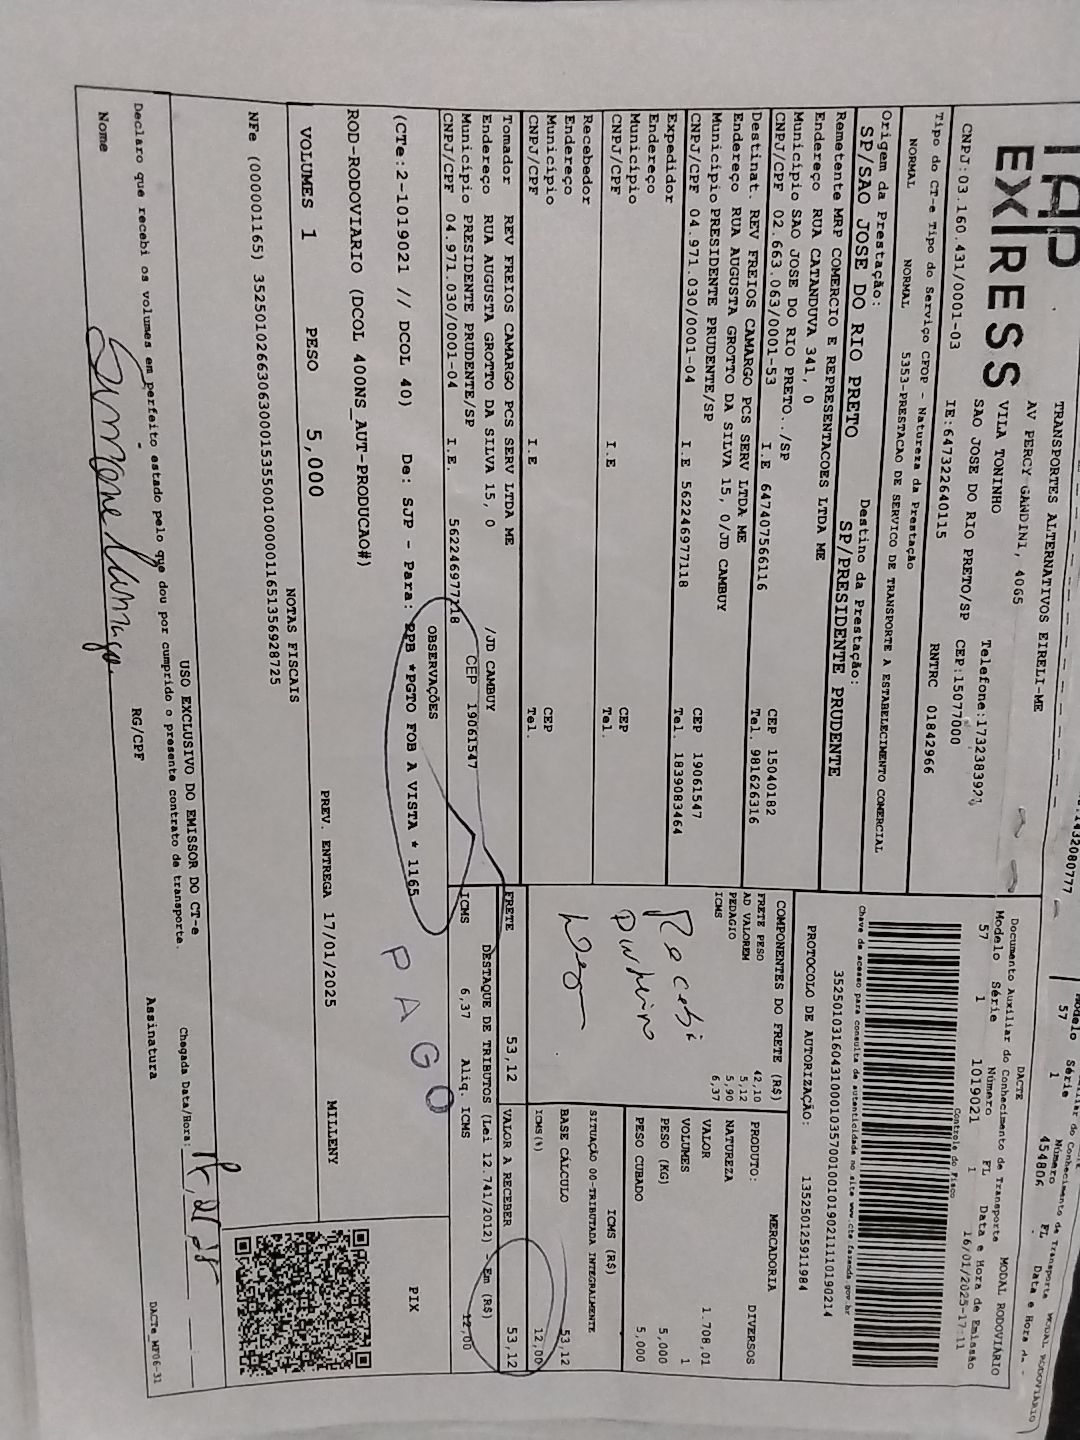 TAP
EXPRESS
CNPJ:03.160.431/0001-03
TRANSPORTES ALTERNATIVOS EIRELI-ME
AV PERCY GANDINI, 4065
VILA TONINHO
SAO JOSE DO RIO PRETO/SP
IE:647322640115
Telefone:1732383921
CEP:15077000
RNTRC 01842966
Tipo do CT-e Tipo do Serviço CFOP - Natureza da Prestação
NORMAL NORMAL 5353-PRESTACAO DE SERVICO DE TRANSPORTE A ESTABELECIMENTO COMERCIAL
Origem da Prestação: Destino da Prestação:
SP/SAO JOSE DO RIO PRETO SP/PRESIDENTE PRUDENTE
Remetente MRP COMERCIO E REPRESENTACOES LTDA ME
Endereço RUA CATANDUVA 341, 0
Município SAO JOSE DO RIO PRETO../SP CEP 15040182
CNPJ/CPF 02.663.063/0001-53 I.E 647407566116 Tel. 981626316
Destinat. REV FREIOS CAMARGO PCS SERV LTDA ME
Endereço RUA AUGUSTA GROTTO DA SILVA 15, 0/JD CAMBUY
Município PRESIDENTE PRUDENTE/SP CEP 19061547
CNPJ/CPF 04.971.030/0001-04 I.E 562246977118 Tel. 1839083464
Expedidor
Endereço
Município CEP
CNPJ/CPF I.E Tel.
Recebedor
Endereço
Município CEP
CNPJ/CPF I.E Tel.
Tomador REV FREIOS CAMARGO PCS SERV LTDA ME
Endereço RUA AUGUSTA GROTTO DA SILVA 15, 0 /JD CAMBUY
Município PRESIDENTE PRUDENTE/SP CEP 19061547
CNPJ/CPF 04.971.030/0001-04 I.E. 562246977118
OBSERVAÇÕES
(CTe:2-1019021 // DCOL 40) De: SJP - Para: PPB *PGTO FOB A VISTA * 1165
ROD-RODOVIARIO (DCOL 400NS_AUT-PRODUCAO#)
DACTE MODAL RODOVIÁRIO
Documento Auxiliar do Conhecimento de Transporte
Modelo Série Número FL Data e Hora de Emissão
57 1 1019021 1 16/01/2025-17:11
Controle do Fisco
Chave de acesso para consulta de autenticidade no site www.cte.fazenda.gov.br
PROTOCOLO DE AUTORIZAÇÃO: 135250125911984
COMPONENTES DO FRETE (R$)
FRETE PESO 42,10
AD VALOREM 5,12
PEDAGIO 5,90
ICMS 6,37
Recebi
Dinheiro
MERCADORIA
PRODUTO: DIVERSOS
NATUREZA
VALOR 1.708,01
VOLUMES 1
PESO (KG) 5,000
PESO CUBADO 5,000
ICMS (R$)
SITUAÇÃO 00-TRIBUTADA INTEGRALMENTE
BASE CÁLCULO 53,12
ICMS(%) 12,00
FRETE 53,12 VALOR A RECEBER 53,12
DESTAQUE DE TRIBUTOS (Lei 12.741/2012) - Em (R$)
ICMS 6,37 Aliq. ICMS 12,00
PAGO
PIX
VOLUMES 1 PESO 5,000 PREV. ENTREGA 17/01/2025 MILLENY
NOTAS FISCAIS
NFe (000001165) 35250102663063000153550010000011651356928725
USO EXCLUSIVO DO EMISSOR DO CT-e
Declaro que recebi os volumes em perfeito estado pelo que dou por cumprido o presente contrato de transporte. Chegada Data/Hora:
Nome RG/CPF Assinatura
Simone Camargo
DACTe_MF06-31